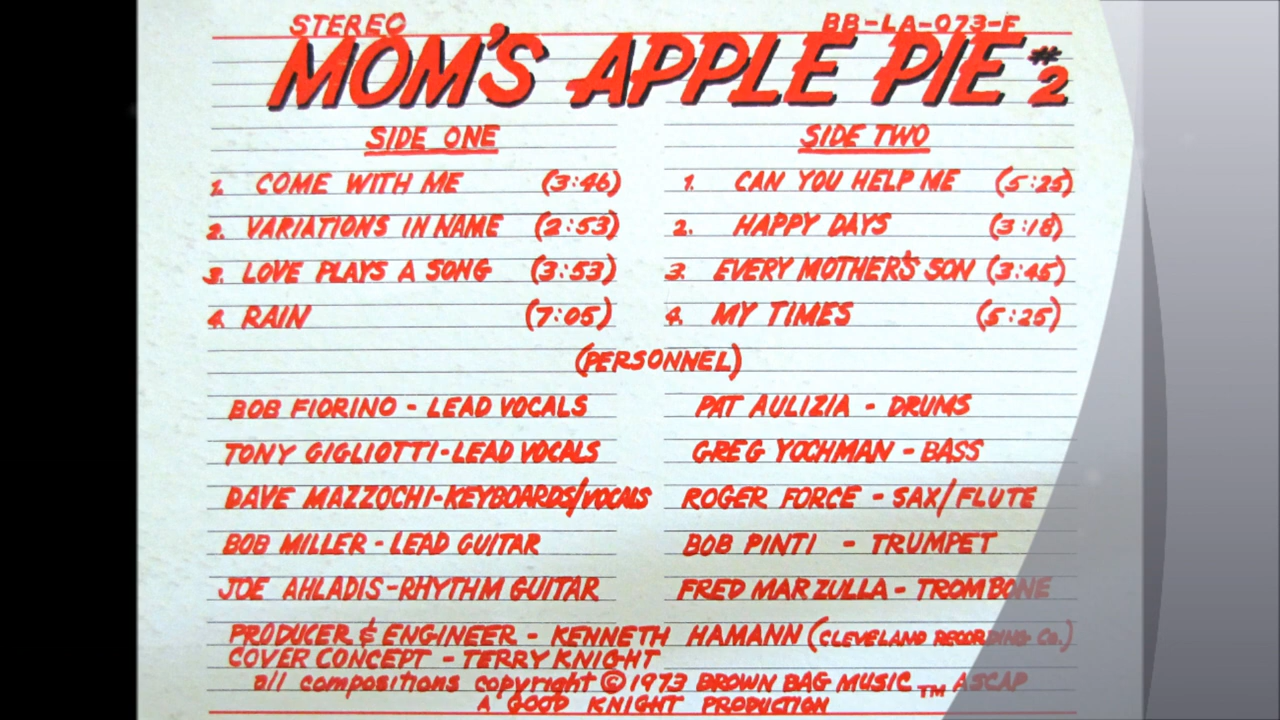 STEREO BB-LA-073-F
MOM'S APPLE PIE #2
SIDE ONE
1. COME WITH ME (3:46)
2. VARIATIONS IN NAME (2:53)
3. LOVE PLAYS A SONG (3:53)
4. RAIN (7:05)
SIDE TWO
1. CAN YOU HELP ME (5:25)
2. HAPPY DAYS (3:18)
3. EVERY MOTHER'S SON (3:45)
4. MY TIMES (5:25)
(PERSONNEL)
BOB FIORINO - LEAD VOCALS
TONY GIGLIOTTI-LEAD VOCALS
DAVE MAZZOCHI-KEYBOARDS/VOCALS
BOB MILLER - LEAD GUITAR
JOE AHLADIS-RHYTHM GUITAR
PAT AULIZIA - DRUMS
GREG YOCHMAN - BASS
ROGER FORCE - SAX/FLUTE
BOB PINTI - TRUMPET
FRED MARZULLA - TROMBONE
PRODUCER & ENGINEER - KENNETH HAMANN (CLEVELAND RECORDING Co.)
COVER CONCEPT - TERRY KNIGHT
all compositions copyright © 1973 BROWN BAG MUSIC TM ASCAP
A GOOD KNIGHT PRODUCTION